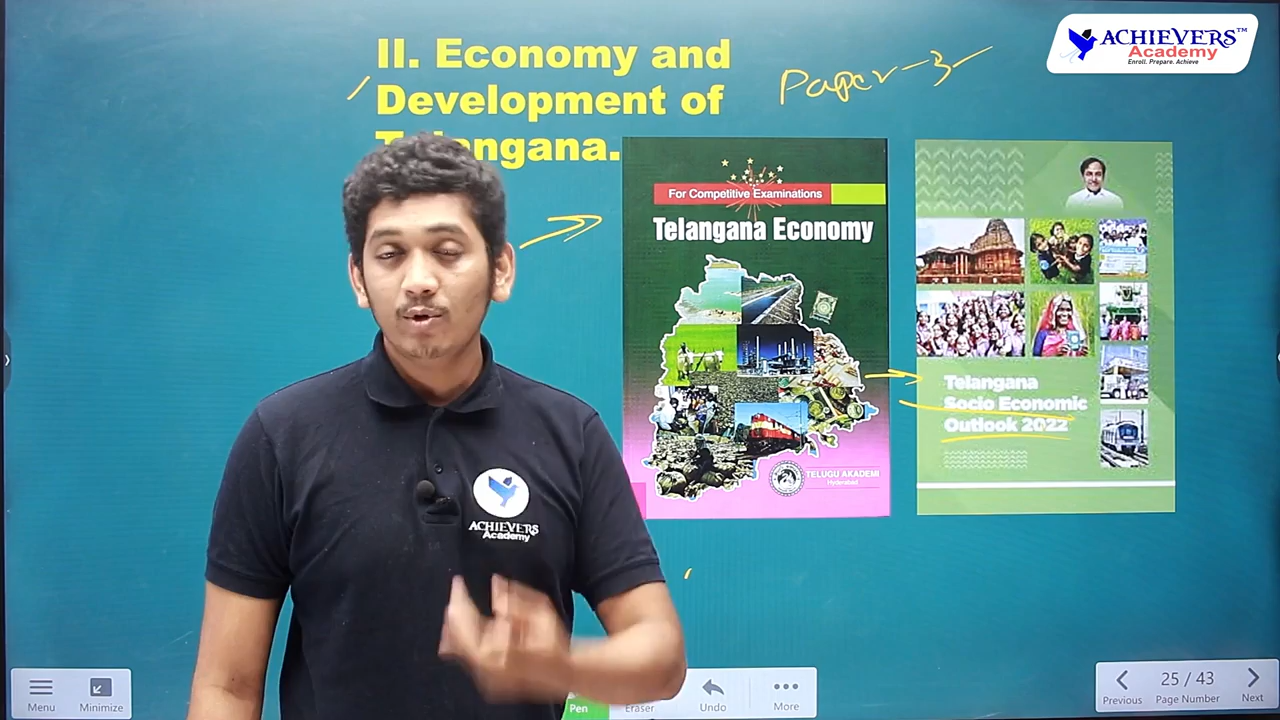 ACHIEVERS™
Academy
Enroll. Prepare. Achieve
II. Economy and
Development of
Telangana.
Paper-3
For Competitive Examinations
Telangana Economy
TELUGU AKADEMI
Hyderabad
Telangana
Socio Economic
Outlook 2022
ACHIEVERS
Academy
Menu
Minimize
Pen
Eraser
Undo
More
25 / 43
Previous
Page Number
Next